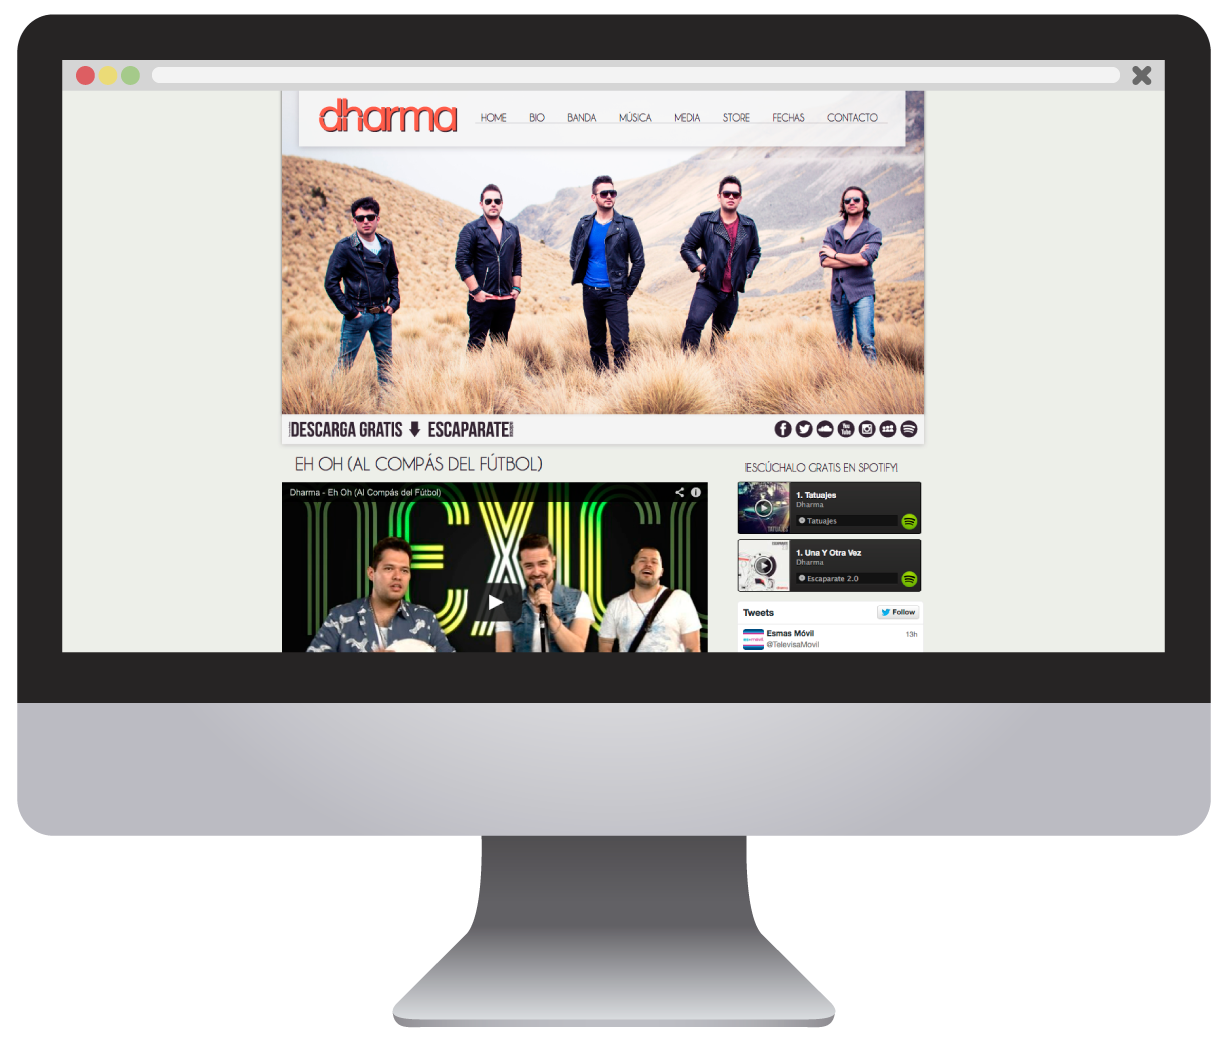 dharma
HOME BIO BANDA MÚSICA MEDIA STORE FECHAS CONTACTO
DESCARGA GRATIS ESCAPARATE
You
Tube
EH OH (AL COMPÁS DEL FÚTBOL)
Dharma - Eh Oh (Al Compás del Fútbol)
¡ESCÚCHALO GRATIS EN SPOTIFY!
1. Tatuajes
Dharma
Tatuajes
1. Una Y Otra Vez
Dharma
Escaparate 2.0
Tweets
Follow
Esmas Móvil 13h
@TelevisaMovil